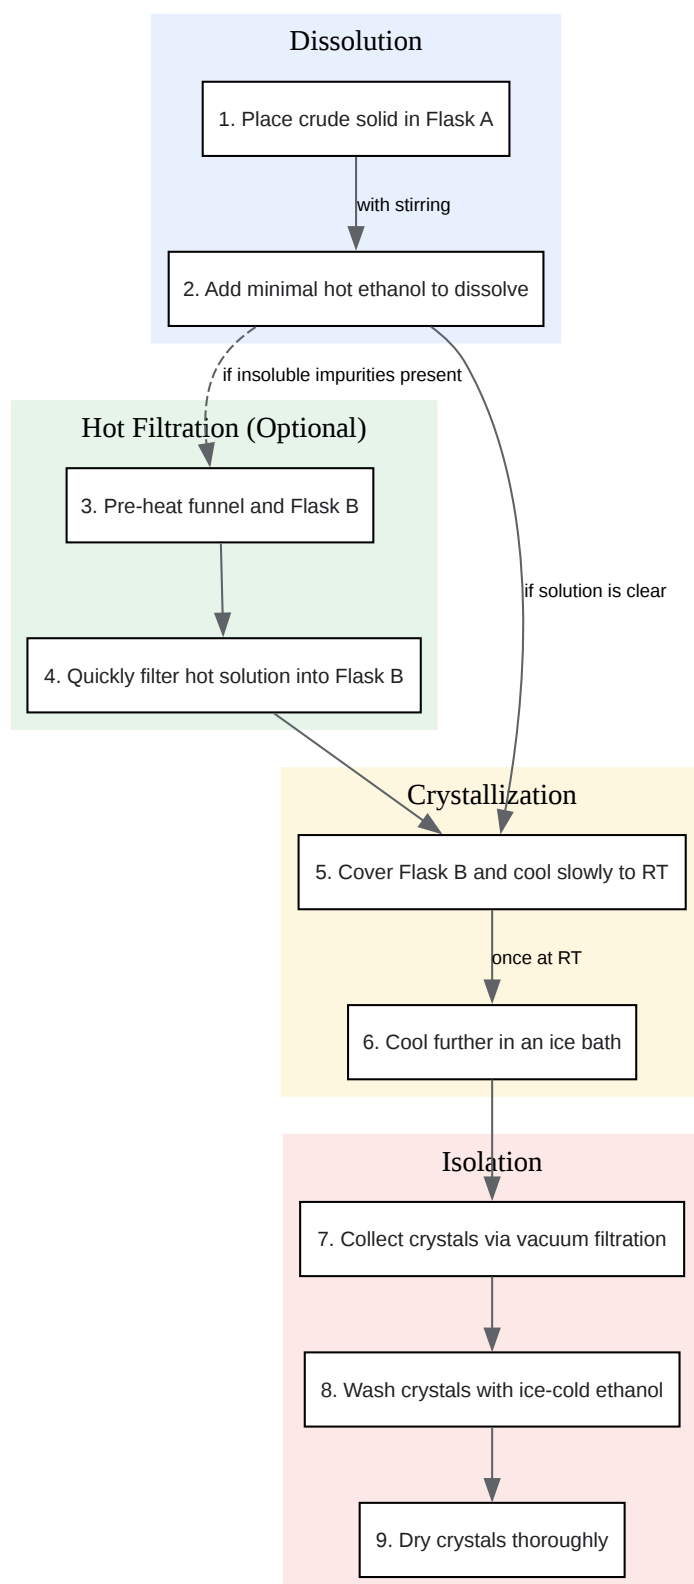 Dissolution
1. Place crude solid in Flask A
with stirring
2. Add minimal hot ethanol to dissolve
if insoluble impurities present
Hot Filtration (Optional)
3. Pre-heat funnel and Flask B
if solution is clear
4. Quickly filter hot solution into Flask B
Crystallization
5. Cover Flask B and cool slowly to RT
once at RT
6. Cool further in an ice bath
Isolation
7. Collect crystals via vacuum filtration
8. Wash crystals with ice-cold ethanol
9. Dry crystals thoroughly